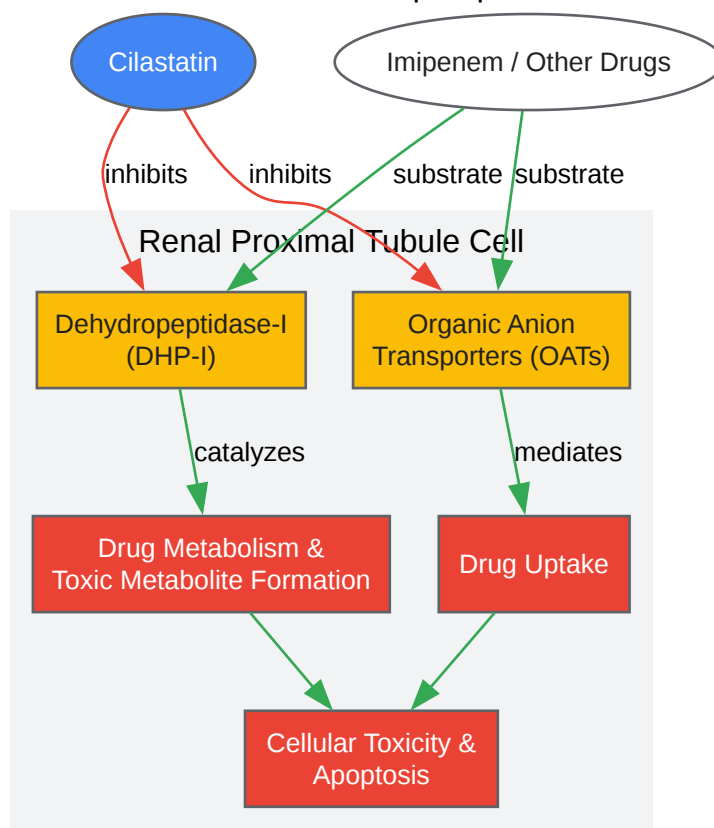 Cilastatin
Imipenem / Other Drugs
inhibits
inhibits
substrate
substrate
Renal Proximal Tubule Cell
Dehydropeptidase-I
(DHP-I)
Organic Anion
Transporters (OATs)
catalyzes
mediates
Drug Metabolism &
Toxic Metabolite Formation
Drug Uptake
Cellular Toxicity &
Apoptosis